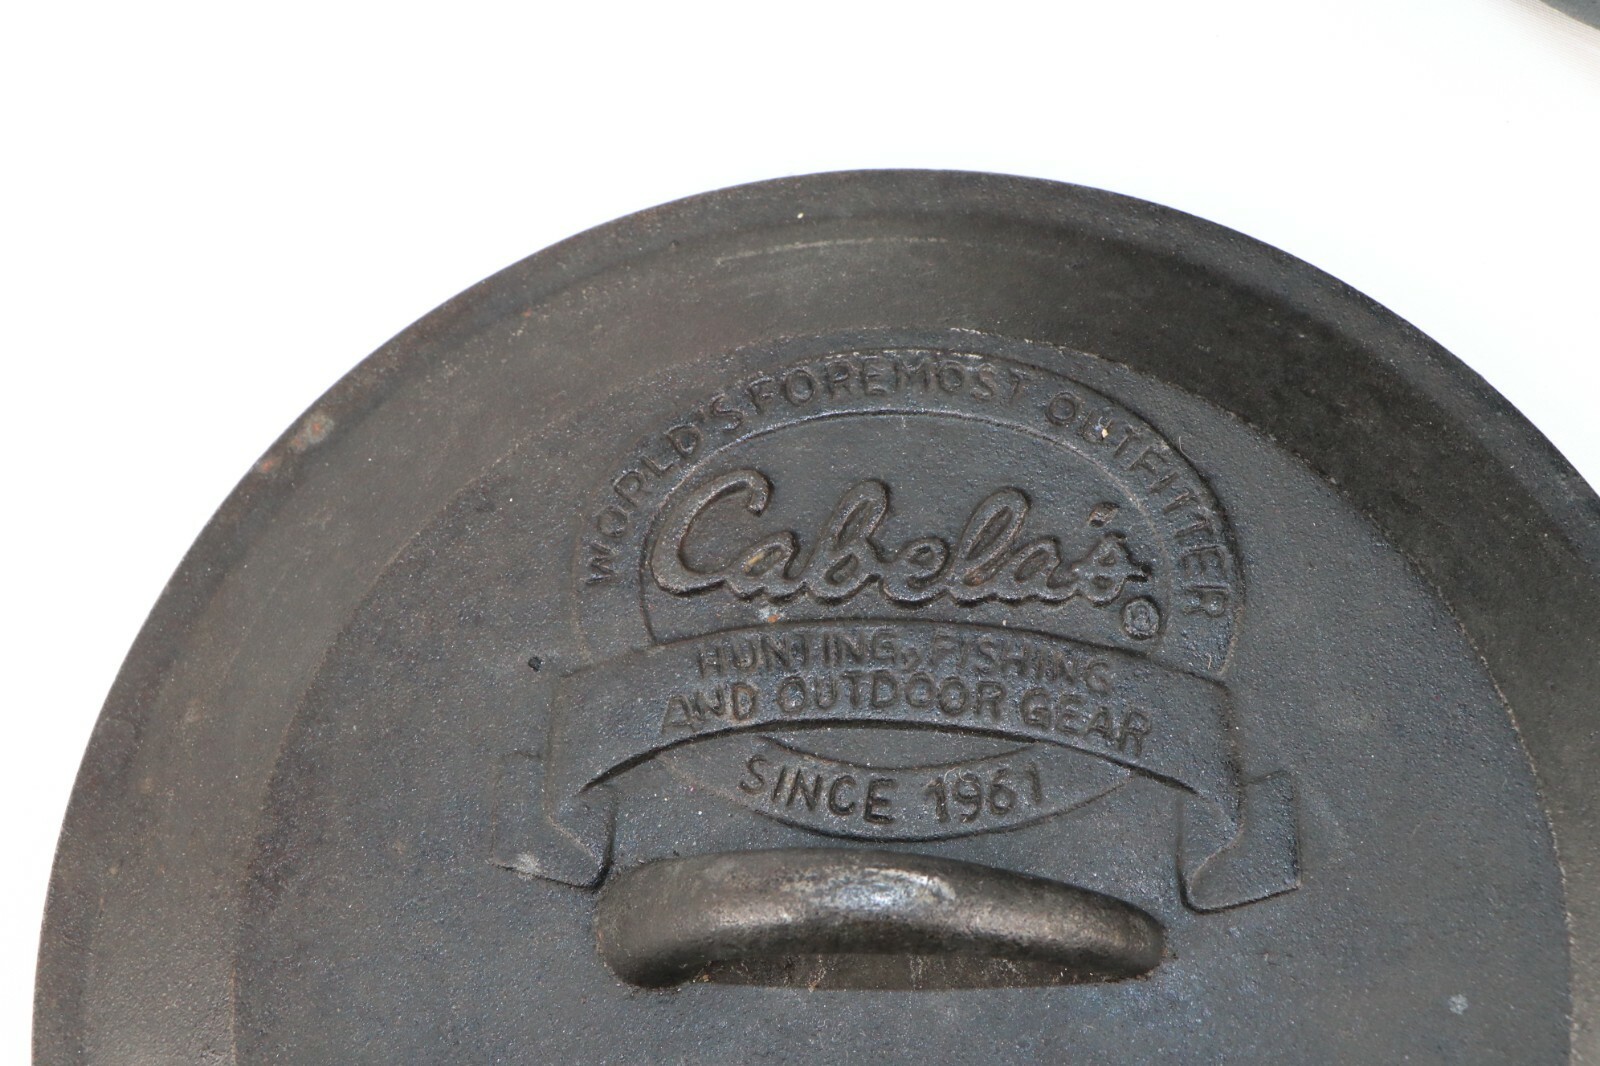 WORLD'S FOREMOST OUTFITTER
Cabela's®
HUNTING, FISHING
AND OUTDOOR GEAR
SINCE 1961